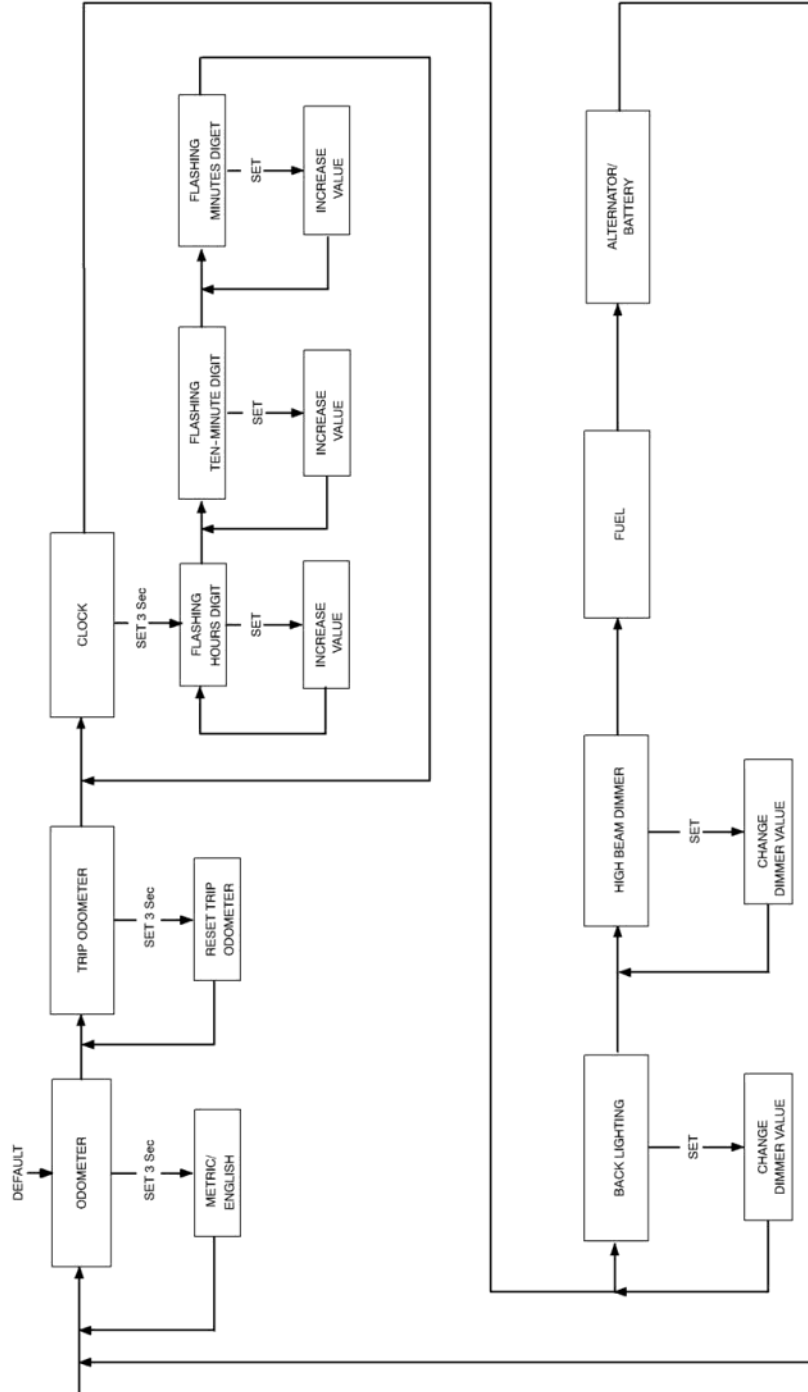 DEFAULT
ODOMETER
SET 3 Sec
METRIC/
ENGLISH
TRIP ODOMETER
SET 3 Sec
RESET TRIP
ODOMETER
CLOCK
SET 3 Sec
FLASHING
HOURS DIGIT
SET
INCREASE
VALUE
FLASHING
TEN-MINUTE DIGIT
SET
INCREASE
VALUE
FLASHING
MINUTES DIGET
SET
INCREASE
VALUE
BACK LIGHTING
SET
CHANGE
DIMMER VALUE
HIGH BEAM DIMMER
SET
CHANGE
DIMMER VALUE
FUEL
ALTERNATOR/
BATTERY